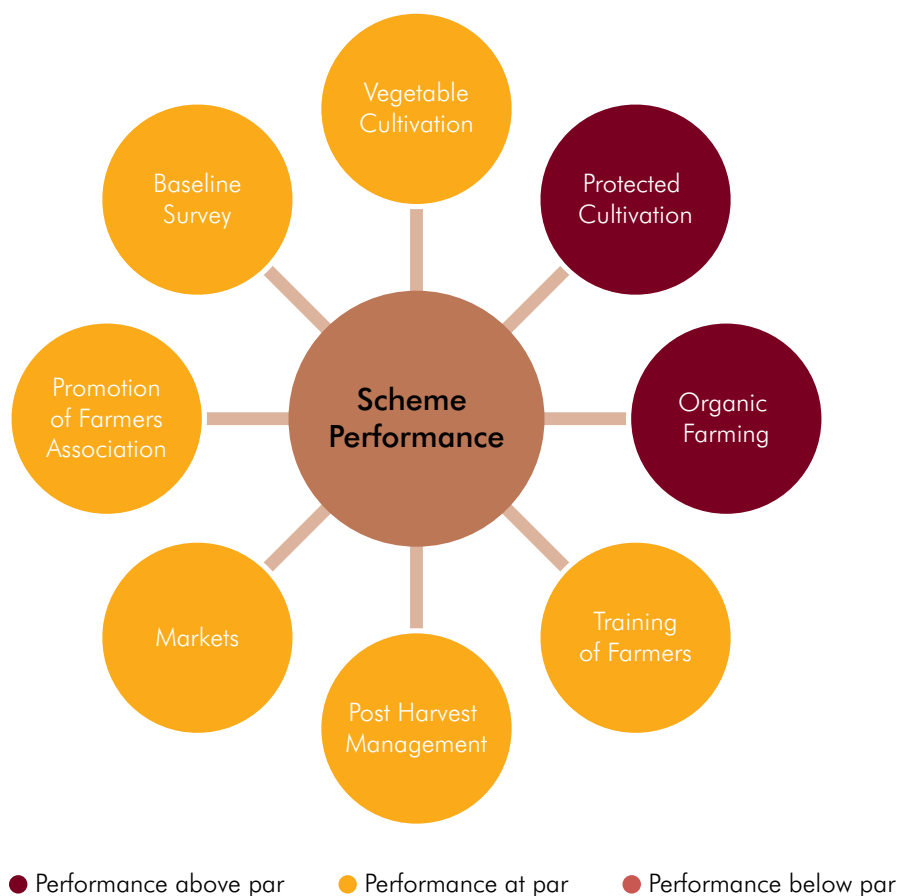 Vegetable
Cultivation
Protected
Cultivation
Organic
Farming
Training
of Farmers
Post Harvest
Management
Markets
Promotion
of Farmers
Association
Baseline
Survey
Scheme
Performance
Performance above par
Performance at par
Performance below par